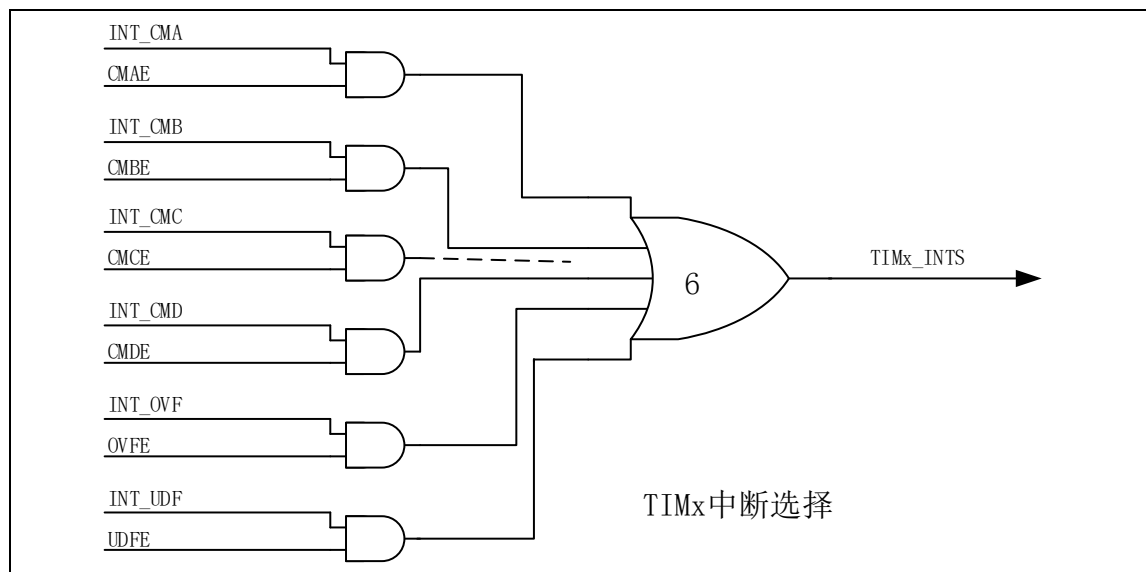 INT_CMA
CMAE
INT_CMB
CMBE
INT_CMC
CMCE
INT_CMD
CMDE
INT_OVF
OVFE
INT_UDF
UDFE
6
TIMx_INTS
TIMx中断选择